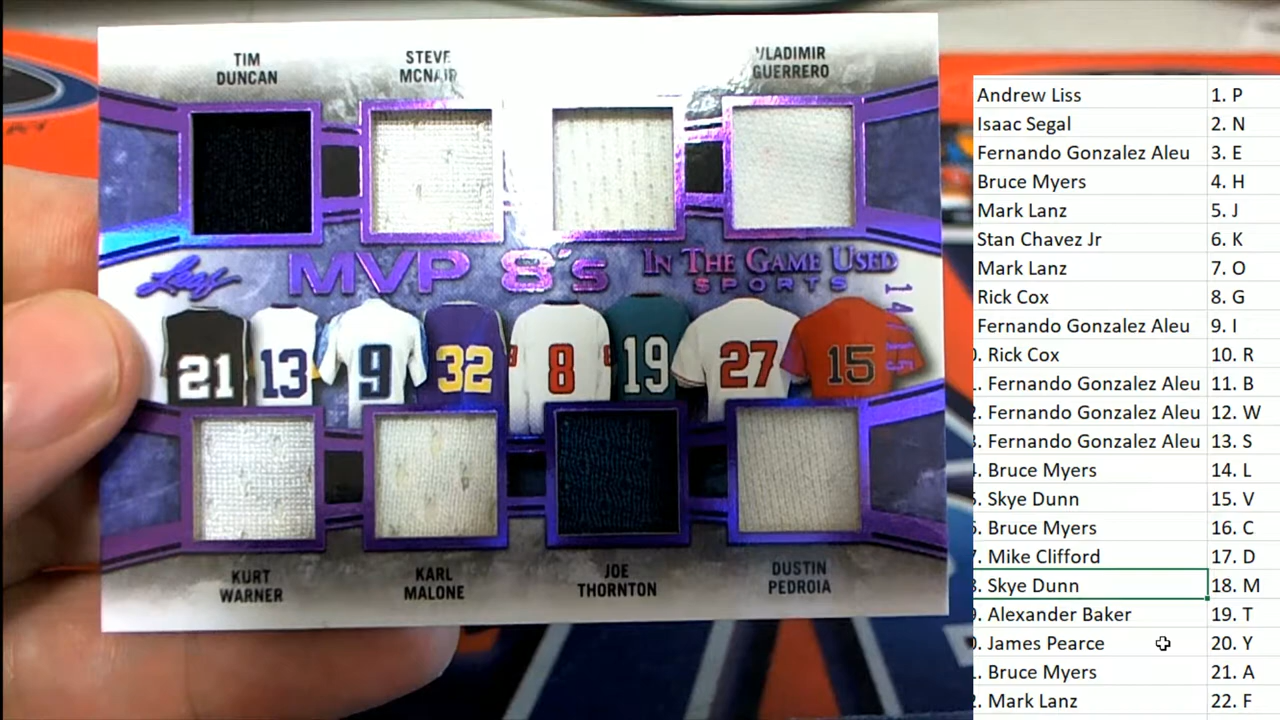 TIM
DUNCAN
STEVE
MCNAIR
VLADIMIR
GUERRERO
Leaf
MVP 8's
IN THE GAME USED
SPORTS
14/15
21
13
9
32
8
19
27
15
KURT
WARNER
KARL
MALONE
JOE
THORNTON
DUSTIN
PEDROIA
Andrew Liss 1. P
Isaac Segal 2. N
Fernando Gonzalez Aleu 3. E
Bruce Myers 4. H
Mark Lanz 5. J
Stan Chavez Jr 6. K
Mark Lanz 7. O
Rick Cox 8. G
Fernando Gonzalez Aleu 9. I
. Rick Cox 10. R
. Fernando Gonzalez Aleu 11. B
. Fernando Gonzalez Aleu 12. W
. Fernando Gonzalez Aleu 13. S
. Bruce Myers 14. L
. Skye Dunn 15. V
. Bruce Myers 16. C
. Mike Clifford 17. D
. Skye Dunn 18. M
. Alexander Baker 19. T
. James Pearce 20. Y
. Bruce Myers 21. A
. Mark Lanz 22. F